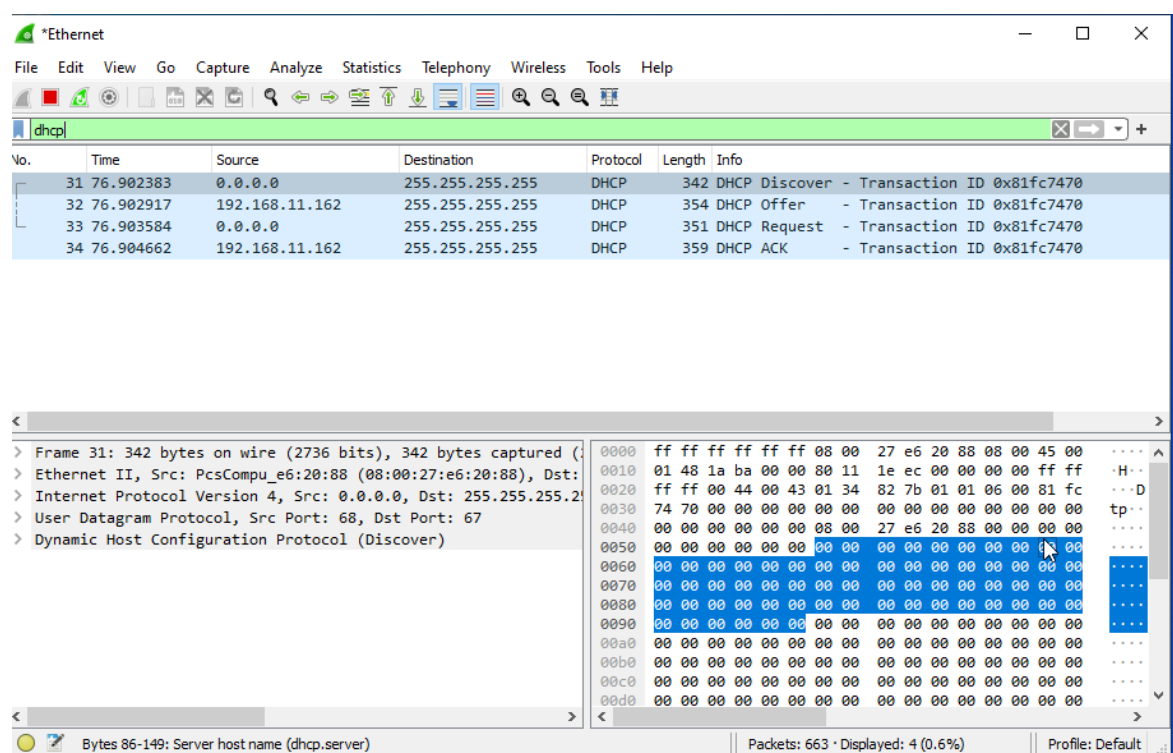 *Ethernet
File Edit View Go Capture Analyze Statistics Telephony Wireless Tools Help
dhcp
No. Time Source Destination Protocol Length Info
31 76.902383 0.0.0.0 255.255.255.255 DHCP 342 DHCP Discover - Transaction ID 0x81fc7470
32 76.902917 192.168.11.162 255.255.255.255 DHCP 354 DHCP Offer - Transaction ID 0x81fc7470
33 76.903584 0.0.0.0 255.255.255.255 DHCP 351 DHCP Request - Transaction ID 0x81fc7470
34 76.904662 192.168.11.162 255.255.255.255 DHCP 359 DHCP ACK - Transaction ID 0x81fc7470
Frame 31: 342 bytes on wire (2736 bits), 342 bytes captured (
Ethernet II, Src: PcsCompu_e6:20:88 (08:00:27:e6:20:88), Dst:
Internet Protocol Version 4, Src: 0.0.0.0, Dst: 255.255.255.2
User Datagram Protocol, Src Port: 68, Dst Port: 67
Dynamic Host Configuration Protocol (Discover)
0000 ff ff ff ff ff ff 08 00 27 e6 20 88 08 00 45 00 ····
0010 01 48 1a ba 00 00 80 11 1e ec 00 00 00 00 ff ff ·H··
0020 ff ff 00 44 00 43 01 34 82 7b 01 01 06 00 81 fc ···D
0030 74 70 00 00 00 00 00 00 00 00 00 00 00 00 00 00 tp··
0040 00 00 00 00 00 00 08 00 27 e6 20 88 00 00 00 00 ····
0050 00 00 00 00 00 00 00 00 00 00 00 00 00 00 00 00 ····
0060 00 00 00 00 00 00 00 00 00 00 00 00 00 00 00 00 ····
0070 00 00 00 00 00 00 00 00 00 00 00 00 00 00 00 00 ····
0080 00 00 00 00 00 00 00 00 00 00 00 00 00 00 00 00 ····
0090 00 00 00 00 00 00 00 00 00 00 00 00 00 00 00 00 ····
00a0 00 00 00 00 00 00 00 00 00 00 00 00 00 00 00 00 ····
00b0 00 00 00 00 00 00 00 00 00 00 00 00 00 00 00 00 ····
00c0 00 00 00 00 00 00 00 00 00 00 00 00 00 00 00 00 ····
00d0 00 00 00 00 00 00 00 00 00 00 00 00 00 00 00 00 ····
Bytes 86-149: Server host name (dhcp.server) Packets: 663 · Displayed: 4 (0.6%) Profile: Default